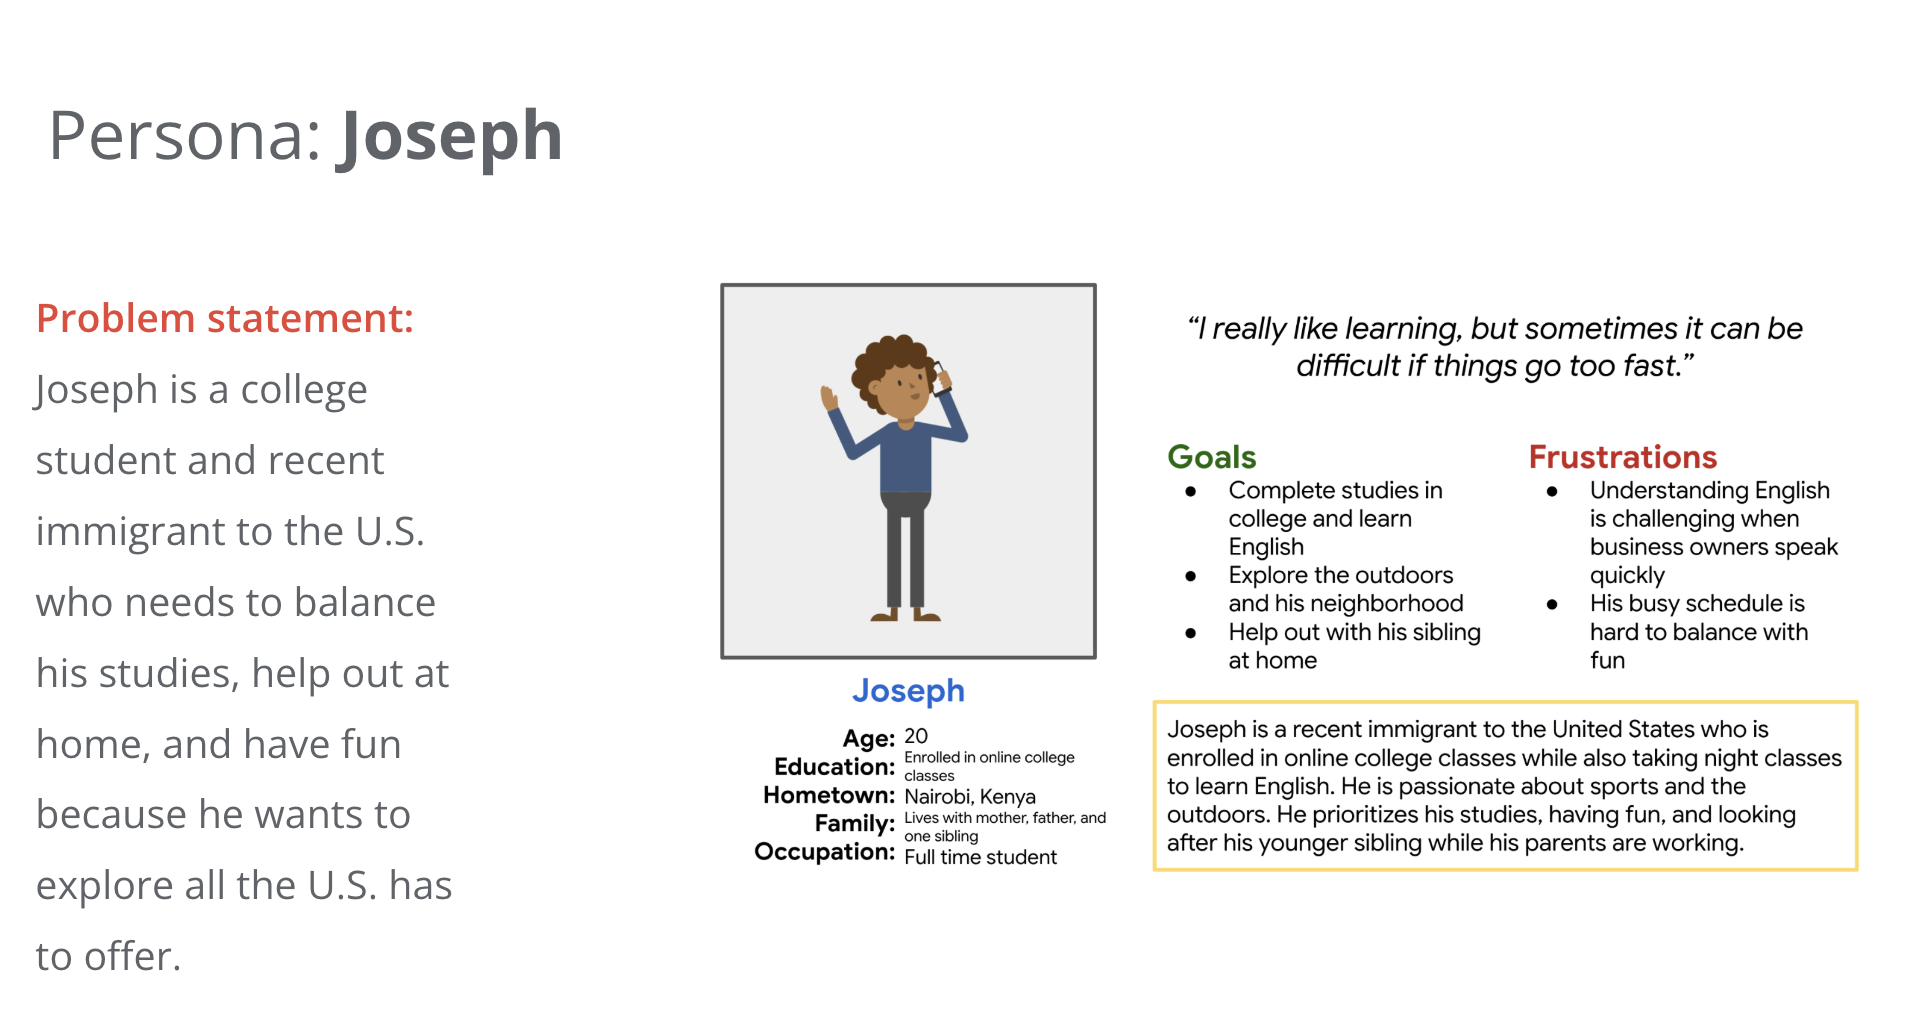 Persona: Joseph
Problem statement:
Joseph is a college
student and recent
immigrant to the U.S.
who needs to balance
his studies, help out at
home, and have fun
because he wants to
explore all the U.S. has
to offer.
Joseph
Age: 20
Education: Enrolled in online college
classes
Hometown: Nairobi, Kenya
Family: Lives with mother, father, and
one sibling
Occupation: Full time student
“I really like learning, but sometimes it can be
difficult if things go too fast.”
Goals
● Complete studies in
college and learn
English
● Explore the outdoors
and his neighborhood
● Help out with his sibling
at home
Frustrations
● Understanding English
is challenging when
business owners speak
quickly
● His busy schedule is
hard to balance with
fun
Joseph is a recent immigrant to the United States who is
enrolled in online college classes while also taking night classes
to learn English. He is passionate about sports and the
outdoors. He prioritizes his studies, having fun, and looking
after his younger sibling while his parents are working.